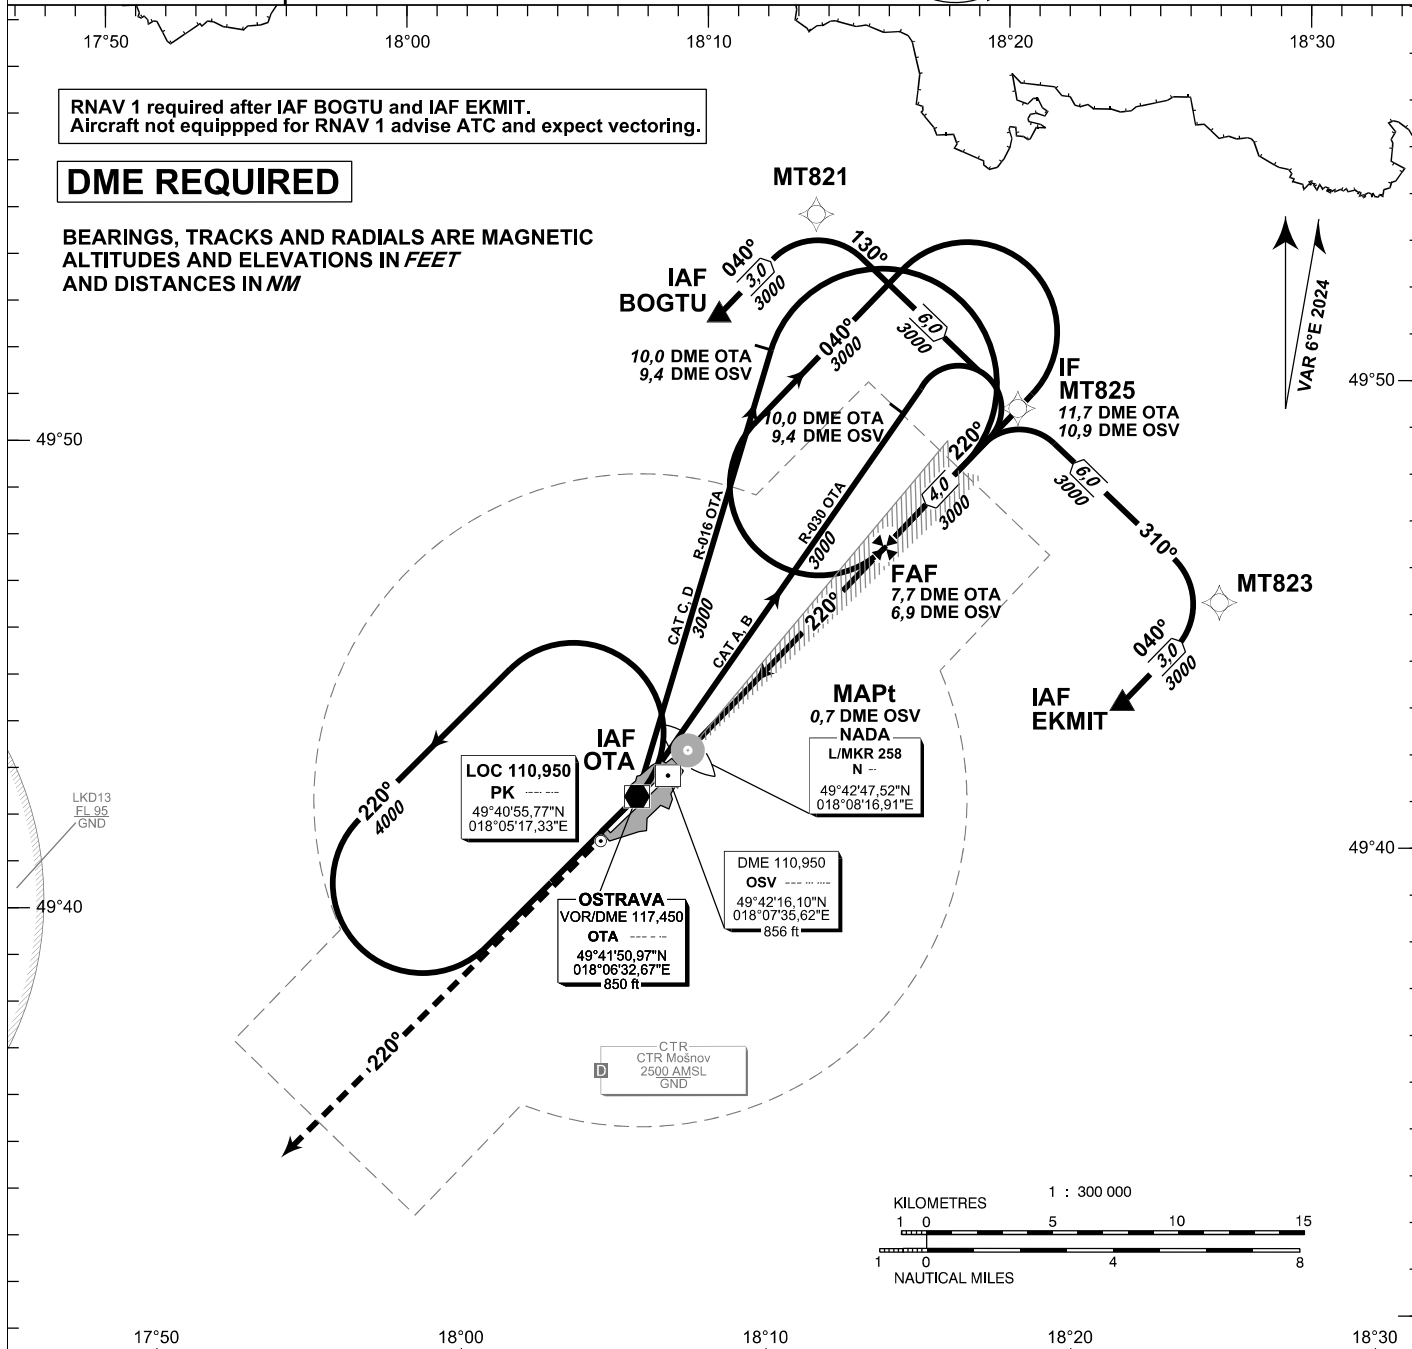 17°50'
18°00'
18°10'
18°20'
18°30'
RNAV 1 required after IAF BOGTU and IAF EKMIT.
Aircraft not equippped for RNAV 1 advise ATC and expect vectoring.
DME REQUIRED
BEARINGS, TRACKS AND RADIALS ARE MAGNETIC
ALTITUDES AND ELEVATIONS IN FEET
AND DISTANCES IN NM
MT821
IAF
BOGTU
040°
3,0
3000
130°
6,0
3000
040°
3000
VAR 6°E 2024
10,0 DME OTA
9,4 DME OSV
IF
MT825
11,7 DME OTA
10,9 DME OSV
49°50'
10,0 DME OTA
9,4 DME OSV
49°50'
220°
4,0
3000
6,0
3000
310°
R-016 OTA
CAT C, D
3000
R-030 OTA
3000
CAT A, B
FAF
7,7 DME OTA
6,9 DME OSV
220°
MT823
040°
3,0
3000
IAF
EKMIT
MAPt
0,7 DME OSV
NADA
L/MKR 258
N
49°42'47,52"N
018°08'16,91"E
IAF
OTA
LOC 110,950
PK
49°40'55,77"N
018°05'17,33"E
220°
4000
LKD13
FL 95
GND
49°40'
49°40'
DME 110,950
OSV
49°42'16,10"N
018°07'35,62"E
856 ft
OSTRAVA
VOR/DME 117,450
OTA
49°41'50,97"N
018°06'32,67"E
850 ft
220°
CTR
CTR Mošnov
2500 AMSL
GND
D
1 : 300 000
KILOMETRES
1 0 5 10 15
1 0 4 8
NAUTICAL MILES
17°50'
18°00'
18°10'
18°20'
18°30'